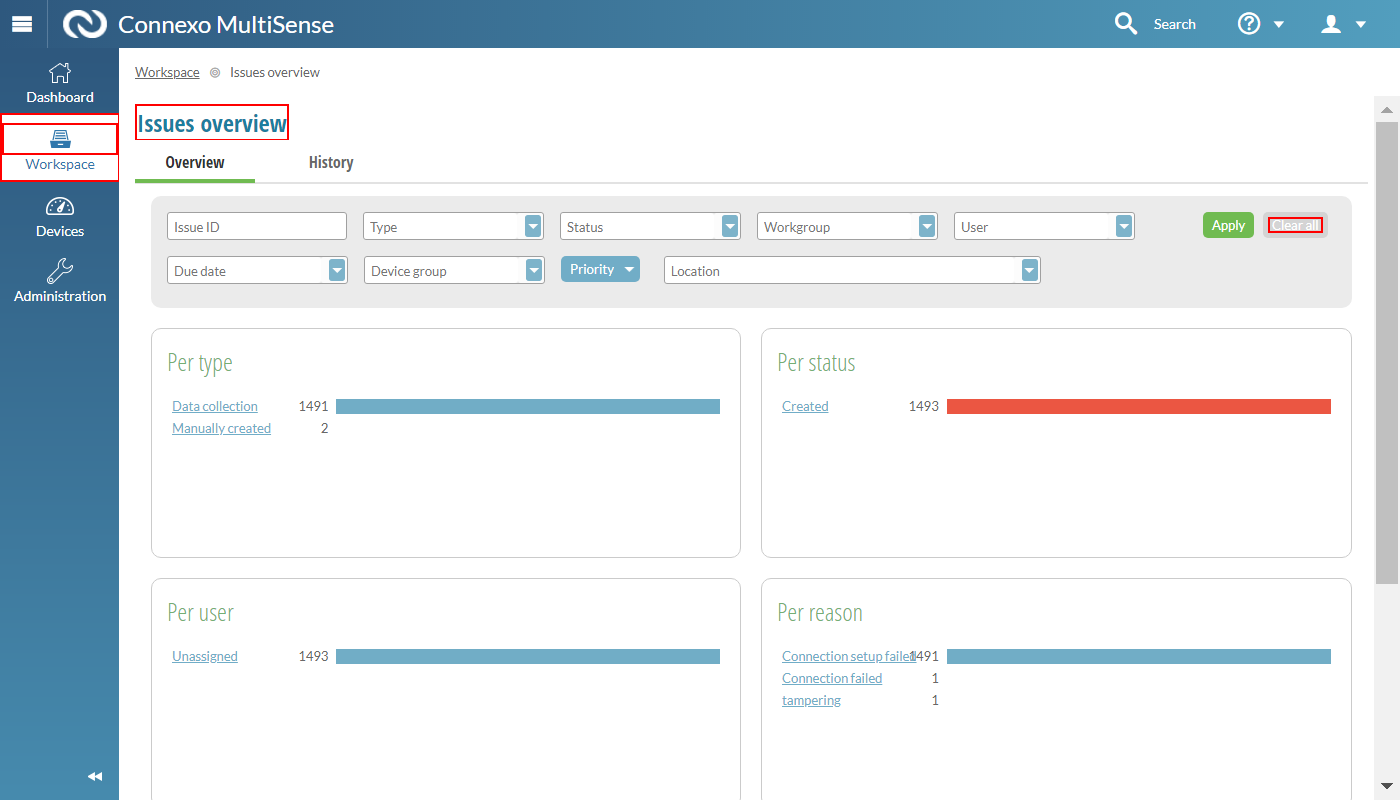 Connexo MultiSense
Search
Dashboard
Workspace
Devices
Administration
Workspace Issues overview
Issues overview
Overview History
Issue ID Type Status Workgroup User Apply Clear all
Due date Device group Priority Location
Per type
Data collection 1491
Manually created 2
Per status
Created 1493
Per user
Unassigned 1493
Per reason
Connection setup failed 1491
Connection failed 1
tampering 1